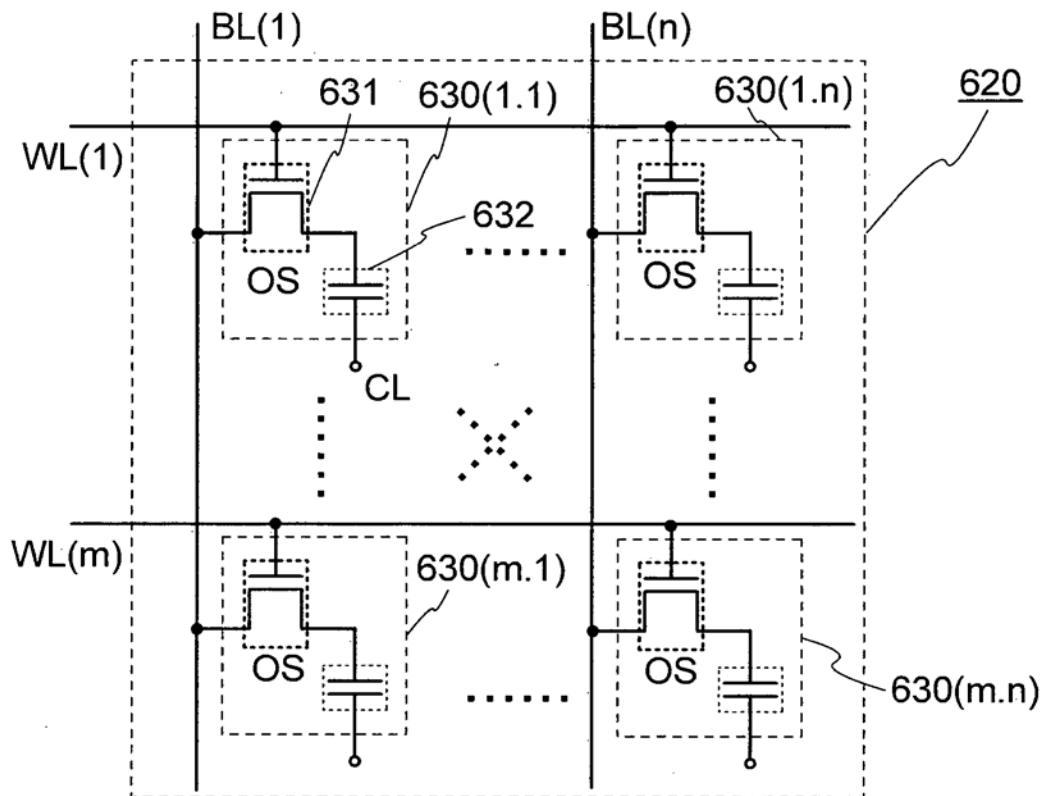 BL(1)
BL(n)
631
630(1.1)
630(1.n)
620
WL(1)
632
OS
OS
CL
WL(m)
630(m.1)
OS
OS
630(m.n)